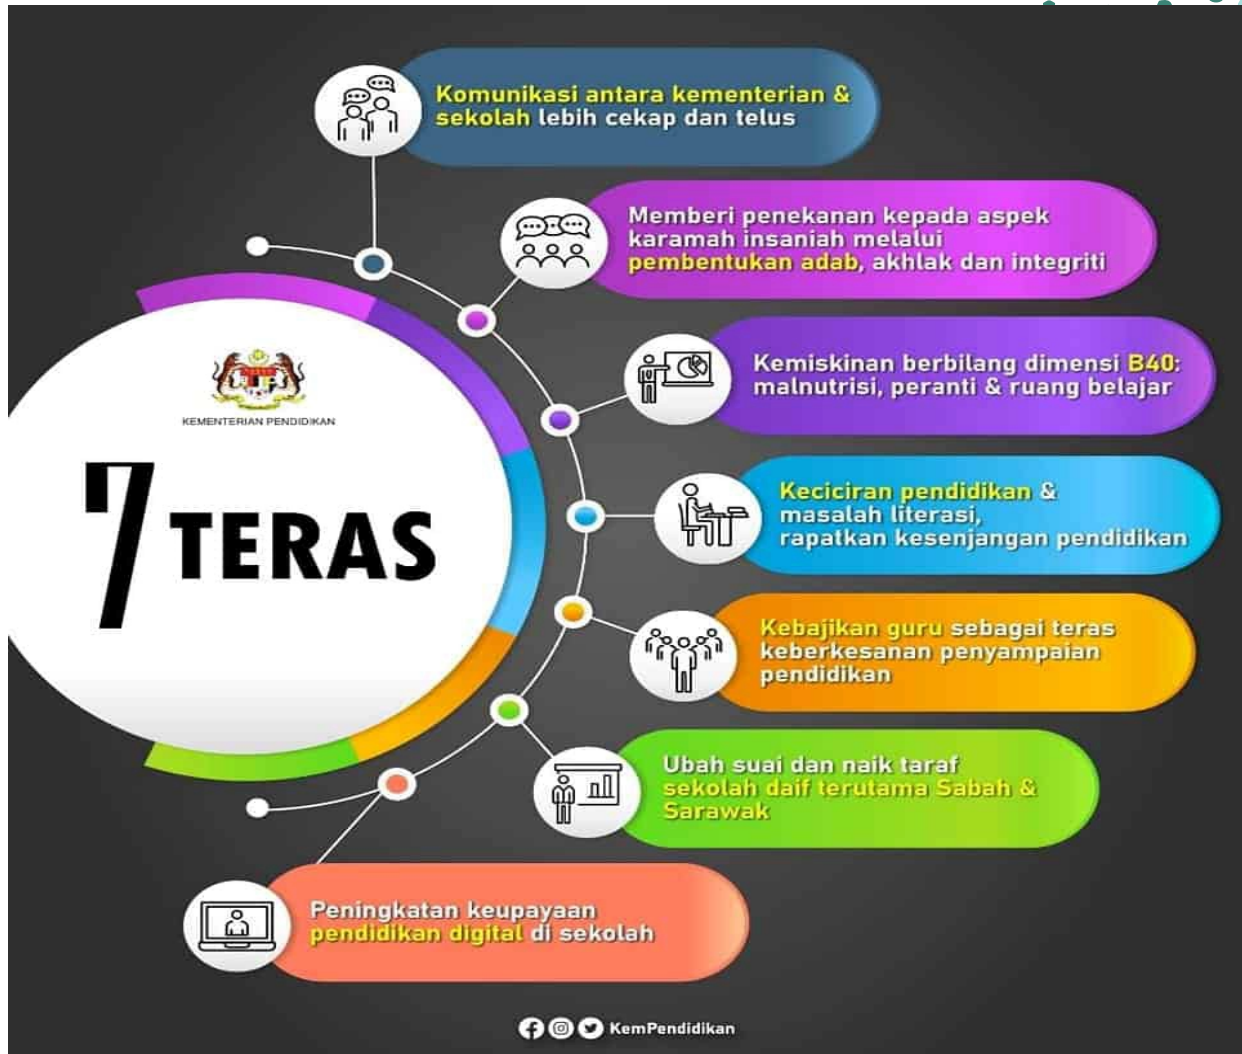 Komunikasi antara kementerian &
sekolah lebih cekap dan telus
Memberi penekanan kepada aspek
karamah insaniah melalui
pembentukan adab, akhlak dan integriti
KEMENTERIAN PENDIDIKAN
7 TERAS
Kemiskinan berbilang dimensi B40:
malnutrisi, peranti & ruang belajar
Keciciran pendidikan &
masalah literasi,
rapatkan kesenjangan pendidikan
Kebajikan guru sebagai teras
keberkesanan penyampaian
pendidikan
Ubah suai dan naik taraf
sekolah daif terutama Sabah &
Sarawak
Peningkatan keupayaan
pendidikan digital di sekolah
KemPendidikan